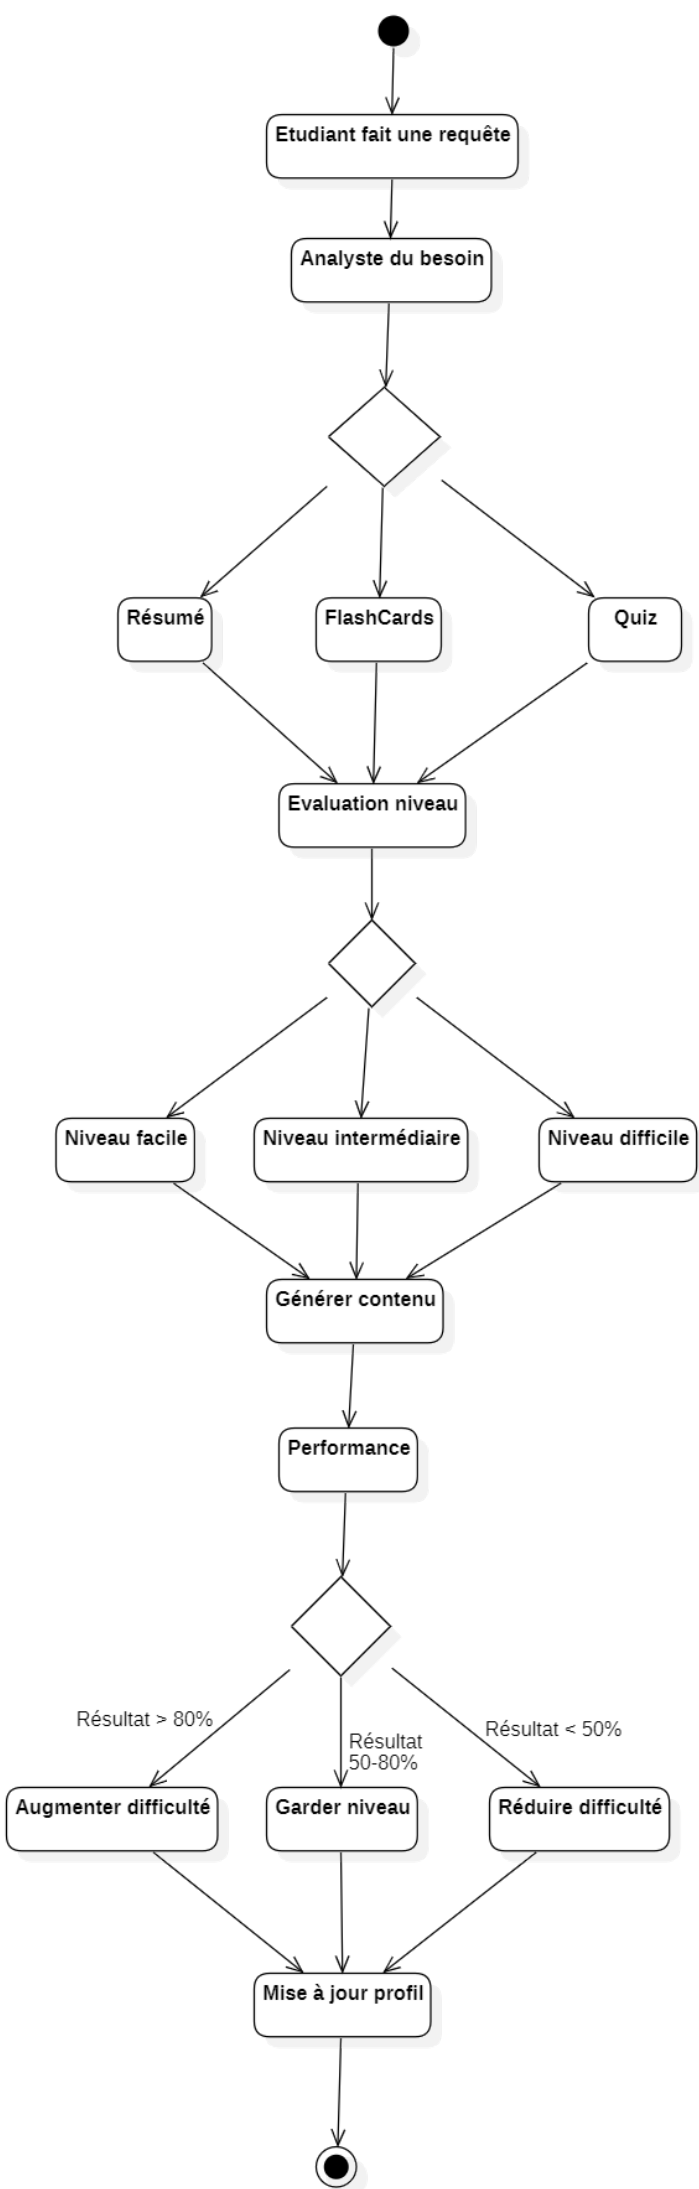 Etudiant fait une requête
Analyste du besoin
Résumé
FlashCards
Quiz
Evaluation niveau
Niveau facile
Niveau intermédiaire
Niveau difficile
Générer contenu
Performance
Résultat > 80%
Résultat
50-80%
Résultat < 50%
Augmenter difficulté
Garder niveau
Réduire difficulté
Mise à jour profil